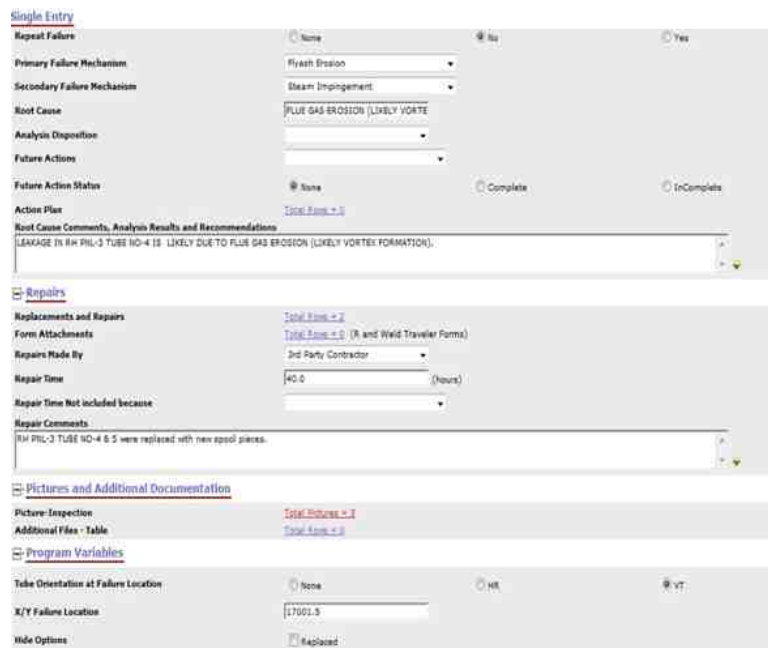 Single Entry
Repeat Failure None No Yes
Primary Failure Mechanism Flyash Erosion
Secondary Failure Mechanism Steam Impingement
Root Cause FLUE GAS EROSION (LIKELY VORTE
Analysis Disposition
Future Actions
Future Action Status None Complete InComplete
Action Plan Total Rows = 0
Root Cause Comments, Analysis Results and Recommendations
LEAKAGE IN RH PNL-3 TUBE NO-4 IS LIKELY DUE TO FLUE GAS EROSION (LIKELY VORTEX FORMATION).
Repairs
Replacements and Repairs Total Rows = 2
Form Attachments Total Rows = 0 (R and Weld Traveler Forms)
Repairs Made By 3rd Party Contractor
Repair Time 40.0 (hours)
Repair Time Not included because
Repair Comments
RH PNL-3 TUBE NO-4 & 5 were replaced with new spool pieces.
Pictures and Additional Documentation
Picture-Inspection Total Pictures = 3
Additional Files - Table Total Rows = 0
Program Variables
Tube Orientation at Failure Location None HR VT
X/Y Failure Location 17001.5
Hide Options Replaced